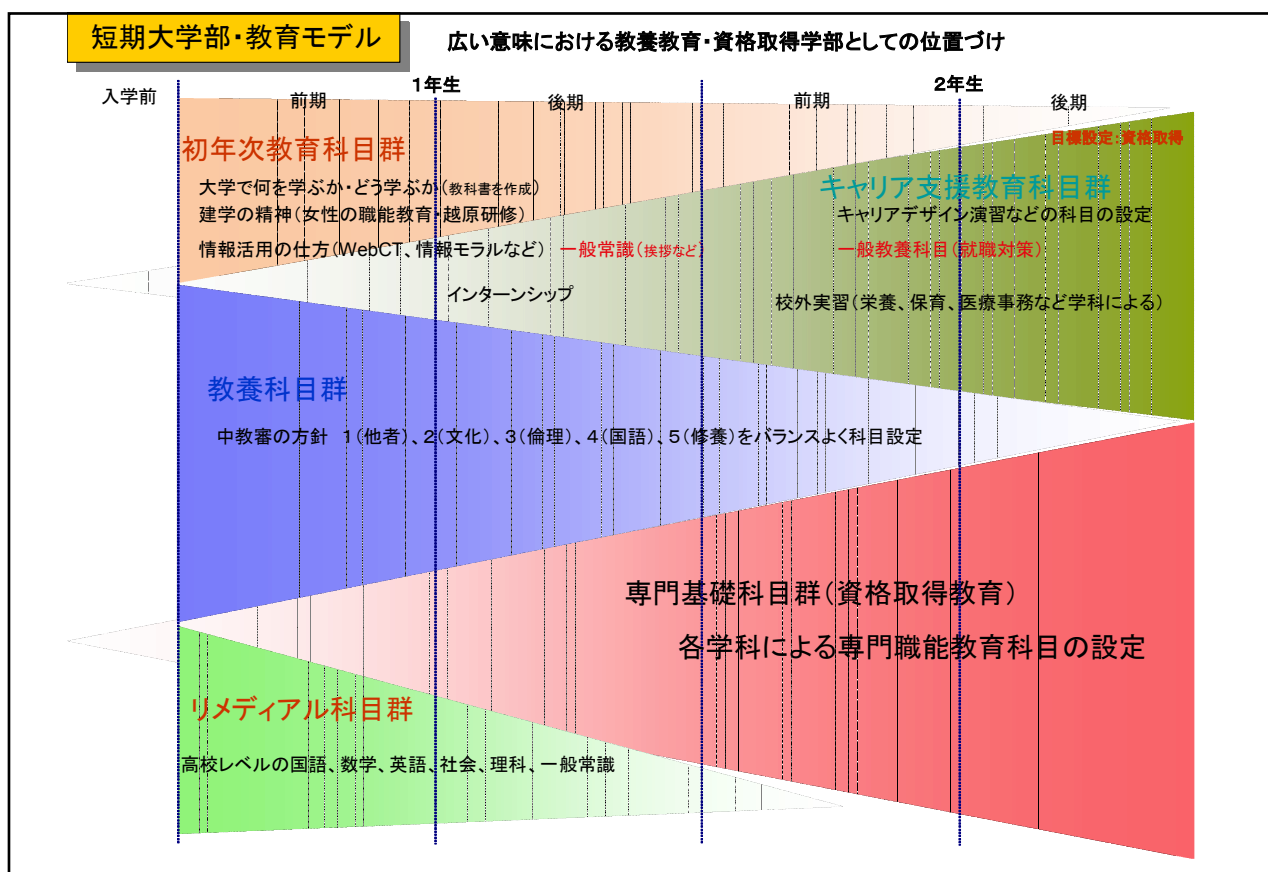 短期大学部・教育モデル
広い意味における教養教育・資格取得学部としての位置づけ
入学前
1年生
2年生
前期
後期
前期
後期
目標設定:資格取得
初年次教育科目群
大学で何を学ぶか・どう学ぶか(教科書を作成)
建学の精神(女性の職能教育・越原研修)
情報活用の仕方(WebCT、情報モラルなど)
一般常識(挨拶など)
インターンシップ
キャリア支援教育科目群
キャリアデザイン演習などの科目の設定
一般教養科目(就職対策)
校外実習(栄養、保育、医療事務など学科による)
教養科目群
中教審の方針 1(他者)、2(文化)、3(倫理)、4(国語)、5(修養)をバランスよく科目設定
専門基礎科目群(資格取得教育)
各学科による専門職能教育科目の設定
リメディアル科目群
高校レベルの国語、数学、英語、社会、理科、一般常識